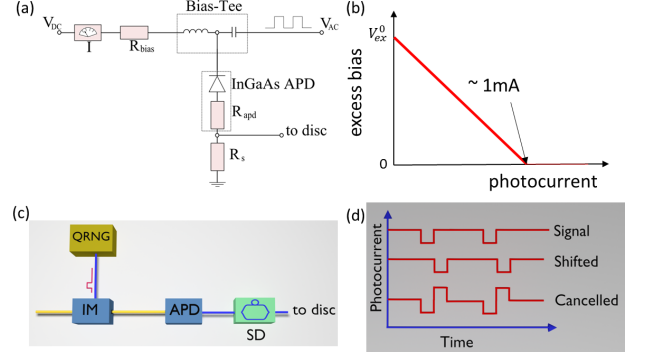 (a)
Bias-Tee
V_DC
V_AC
I
R_bias
InGaAs APD
R_apd
to disc
R_s
(b)
V_ex^0
excess bias
~ 1mA
0
photocurrent
(c)
QRNG
IM
APD
to disc
SD
(d)
Photocurrent
Signal
Shifted
Cancelled
Time